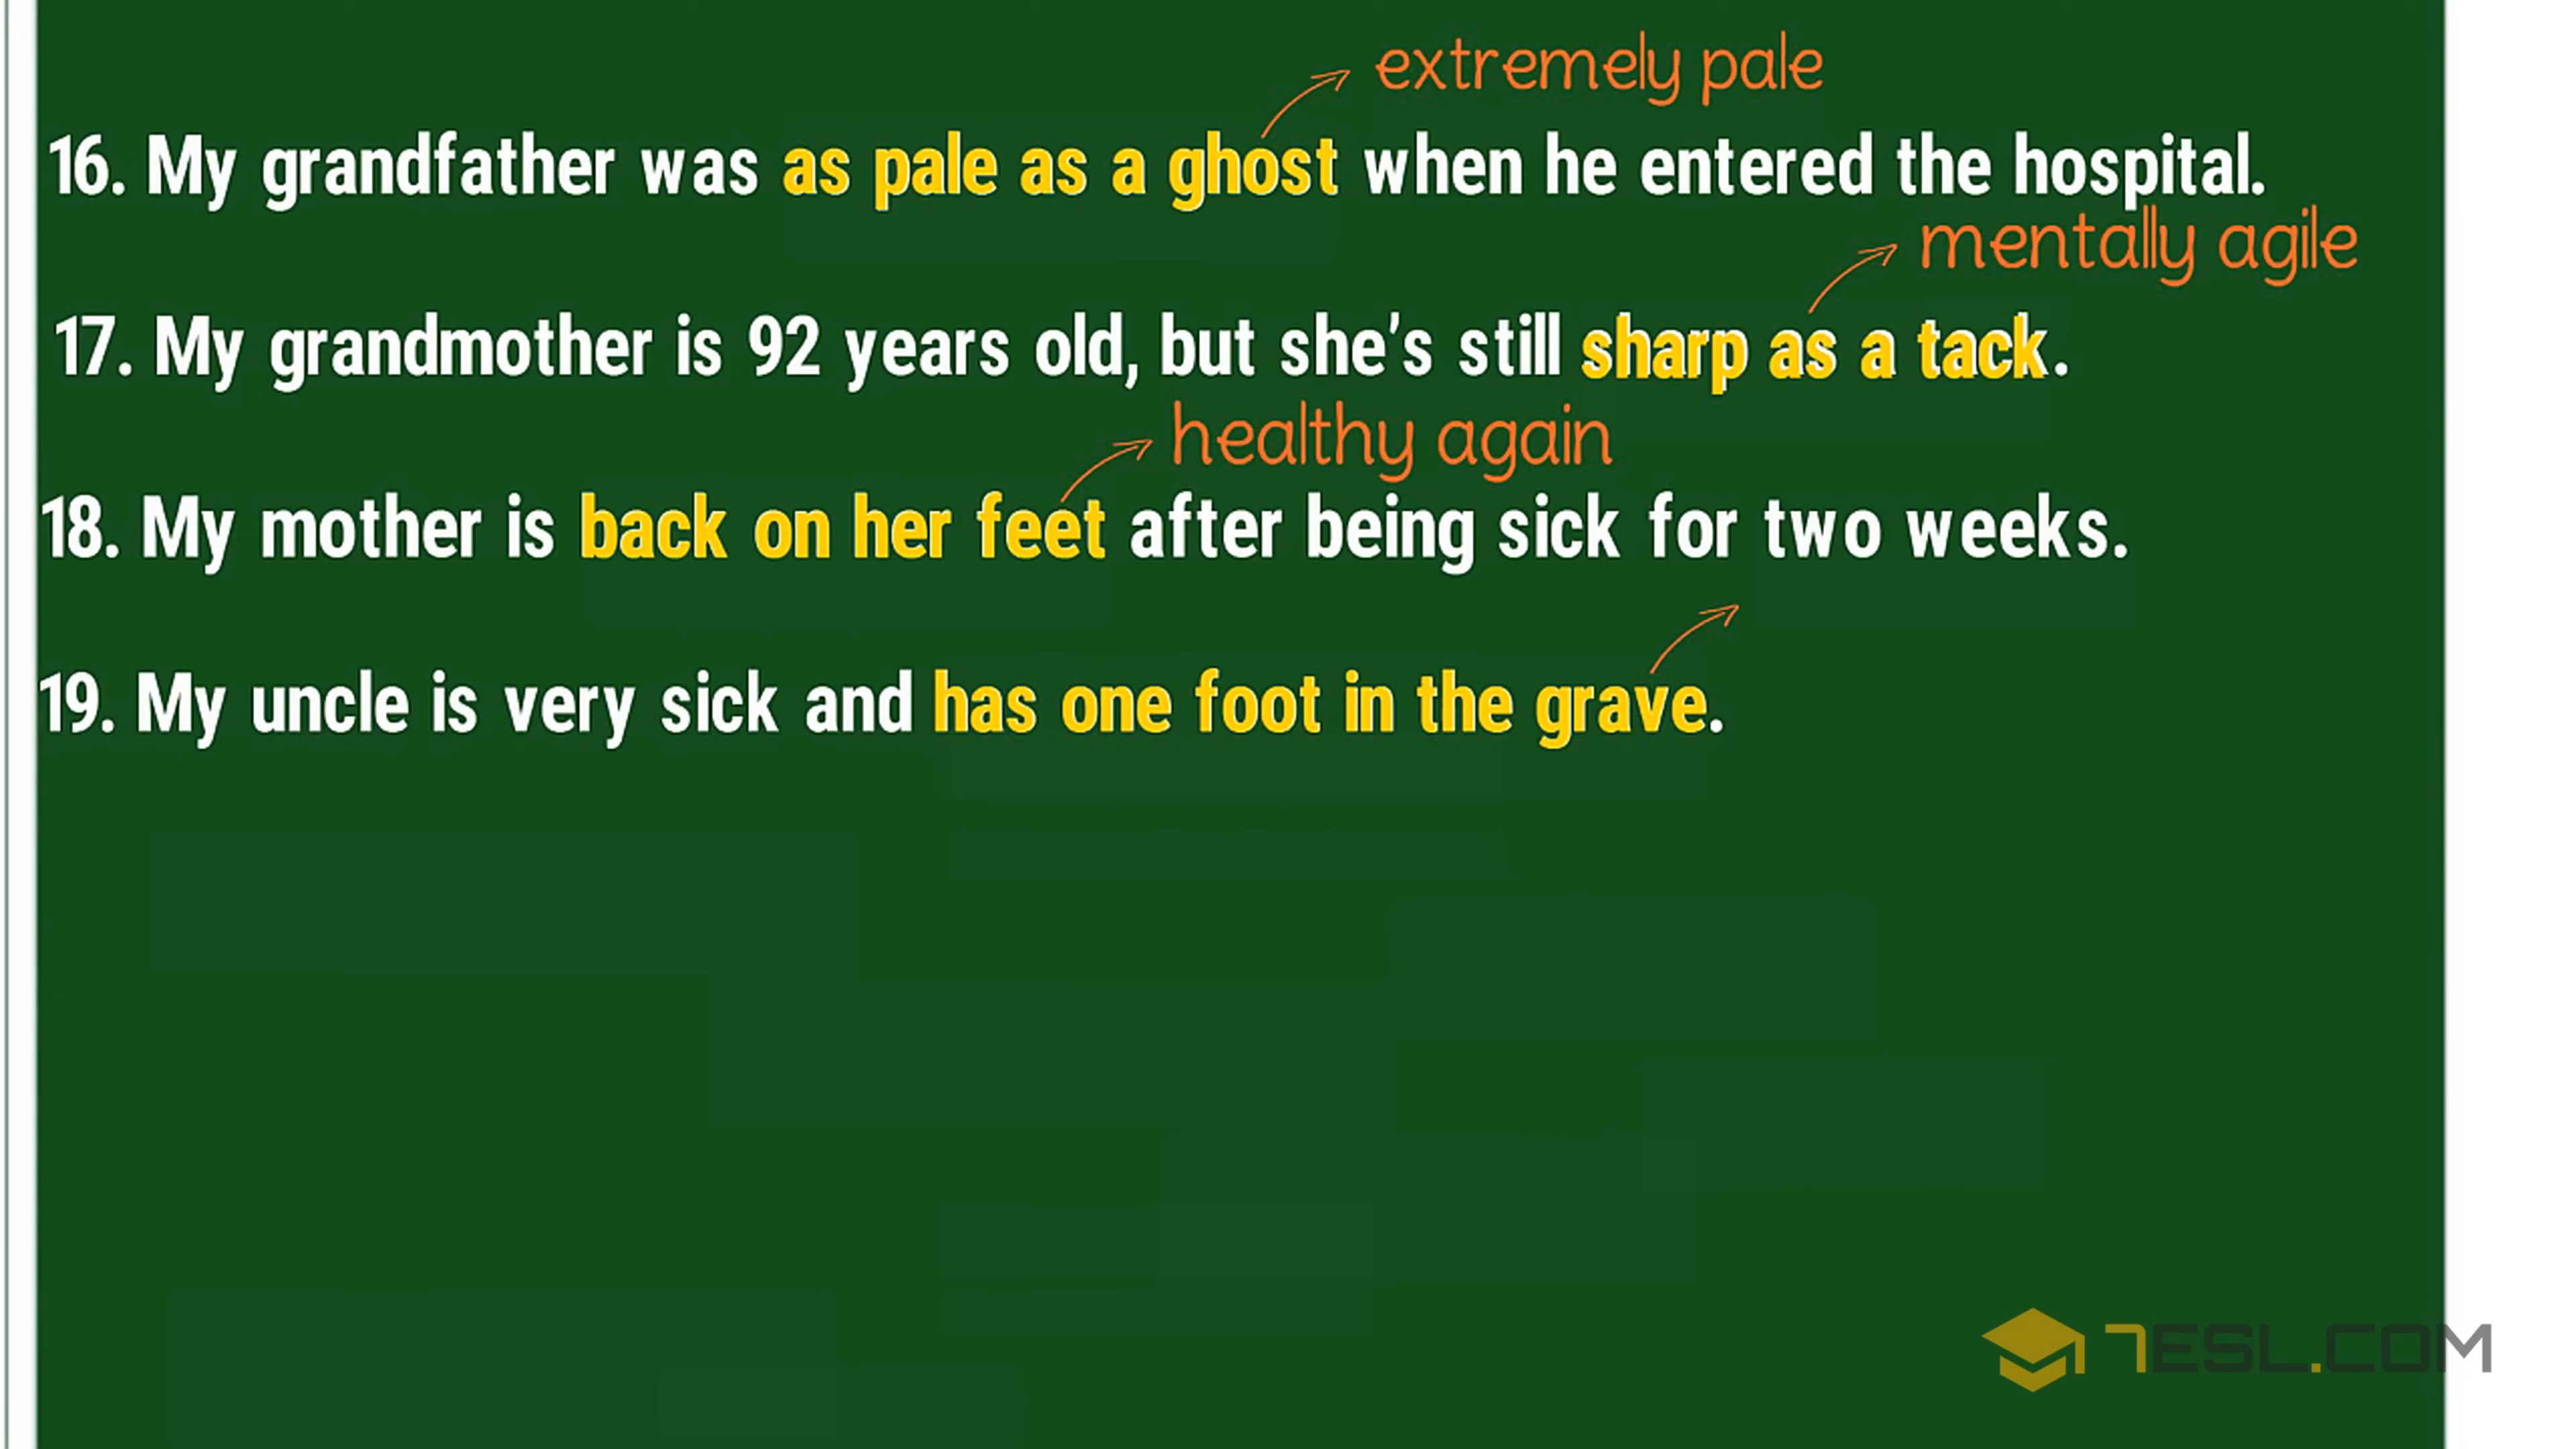 extremely pale
16. My grandfather was as pale as a ghost when he entered the hospital.
mentally agile
17. My grandmother is 92 years old, but she's still sharp as a tack.
healthy again
18. My mother is back on her feet after being sick for two weeks.
19. My uncle is very sick and has one foot in the grave.
7ESL.COM